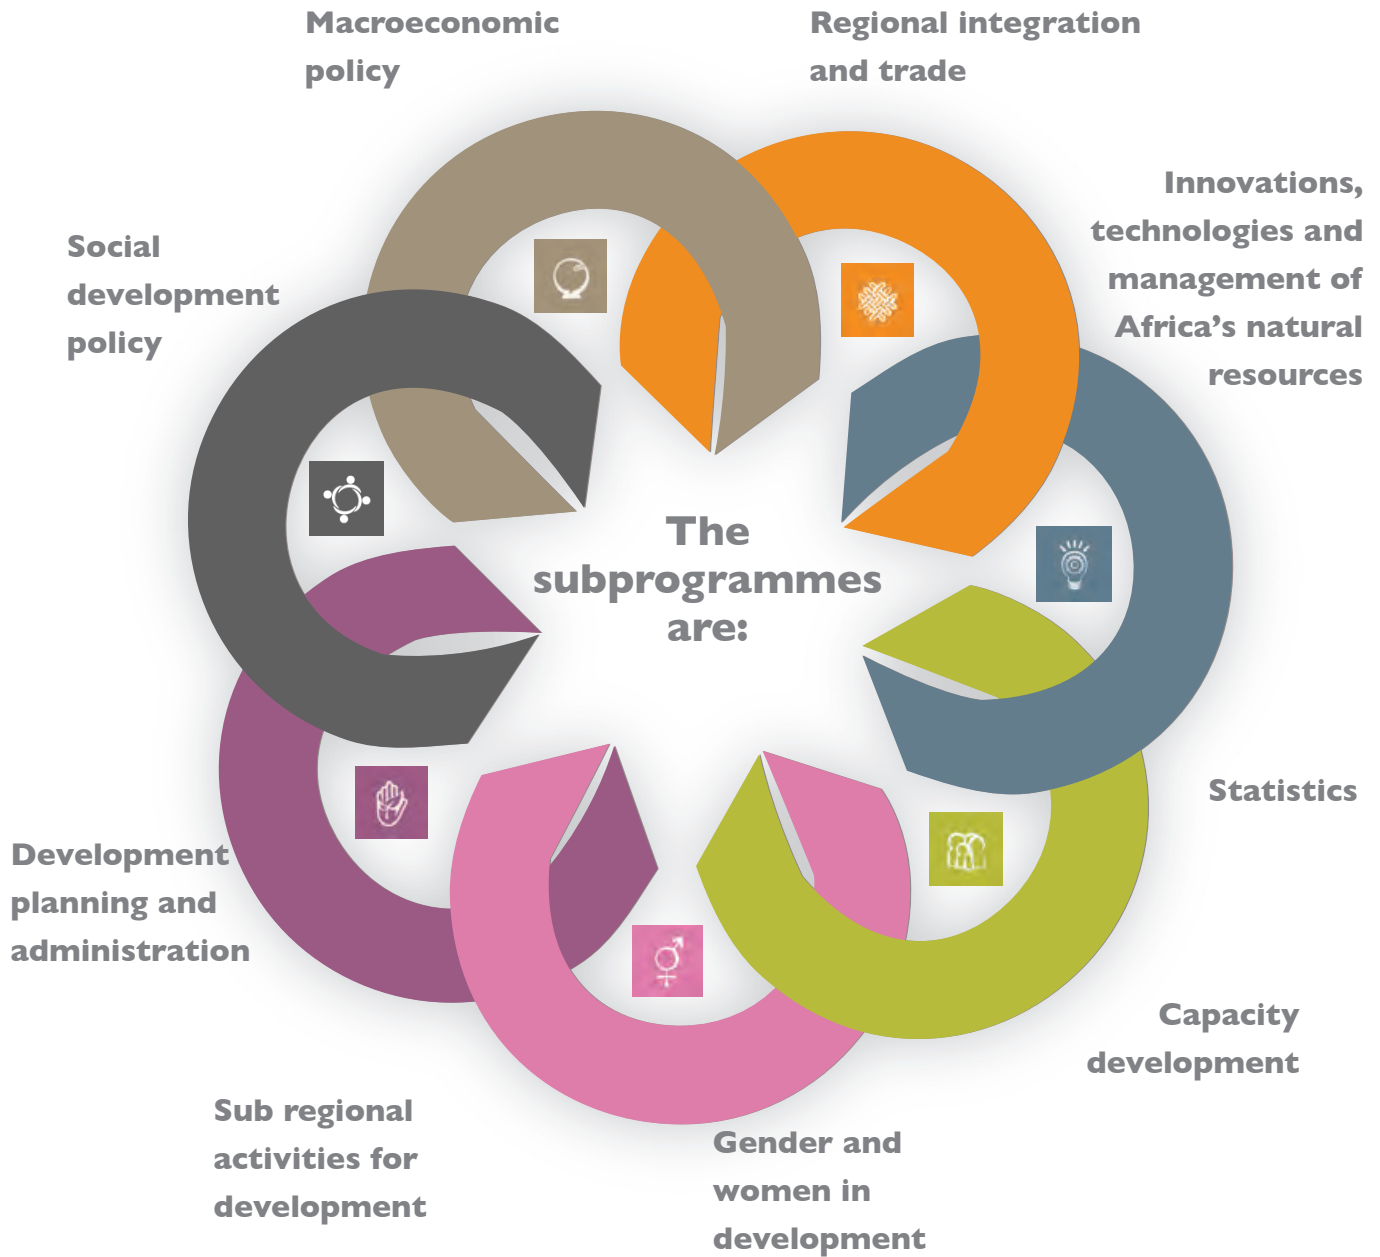 Macroeconomic
policy
Regional integration
and trade
Innovations,
technologies and
management of
Africa’s natural
resources
Social
development
policy
The
subprogrammes
are:
Statistics
Development
planning and
administration
Capacity
development
Sub regional
activities for
development
Gender and
women in
development